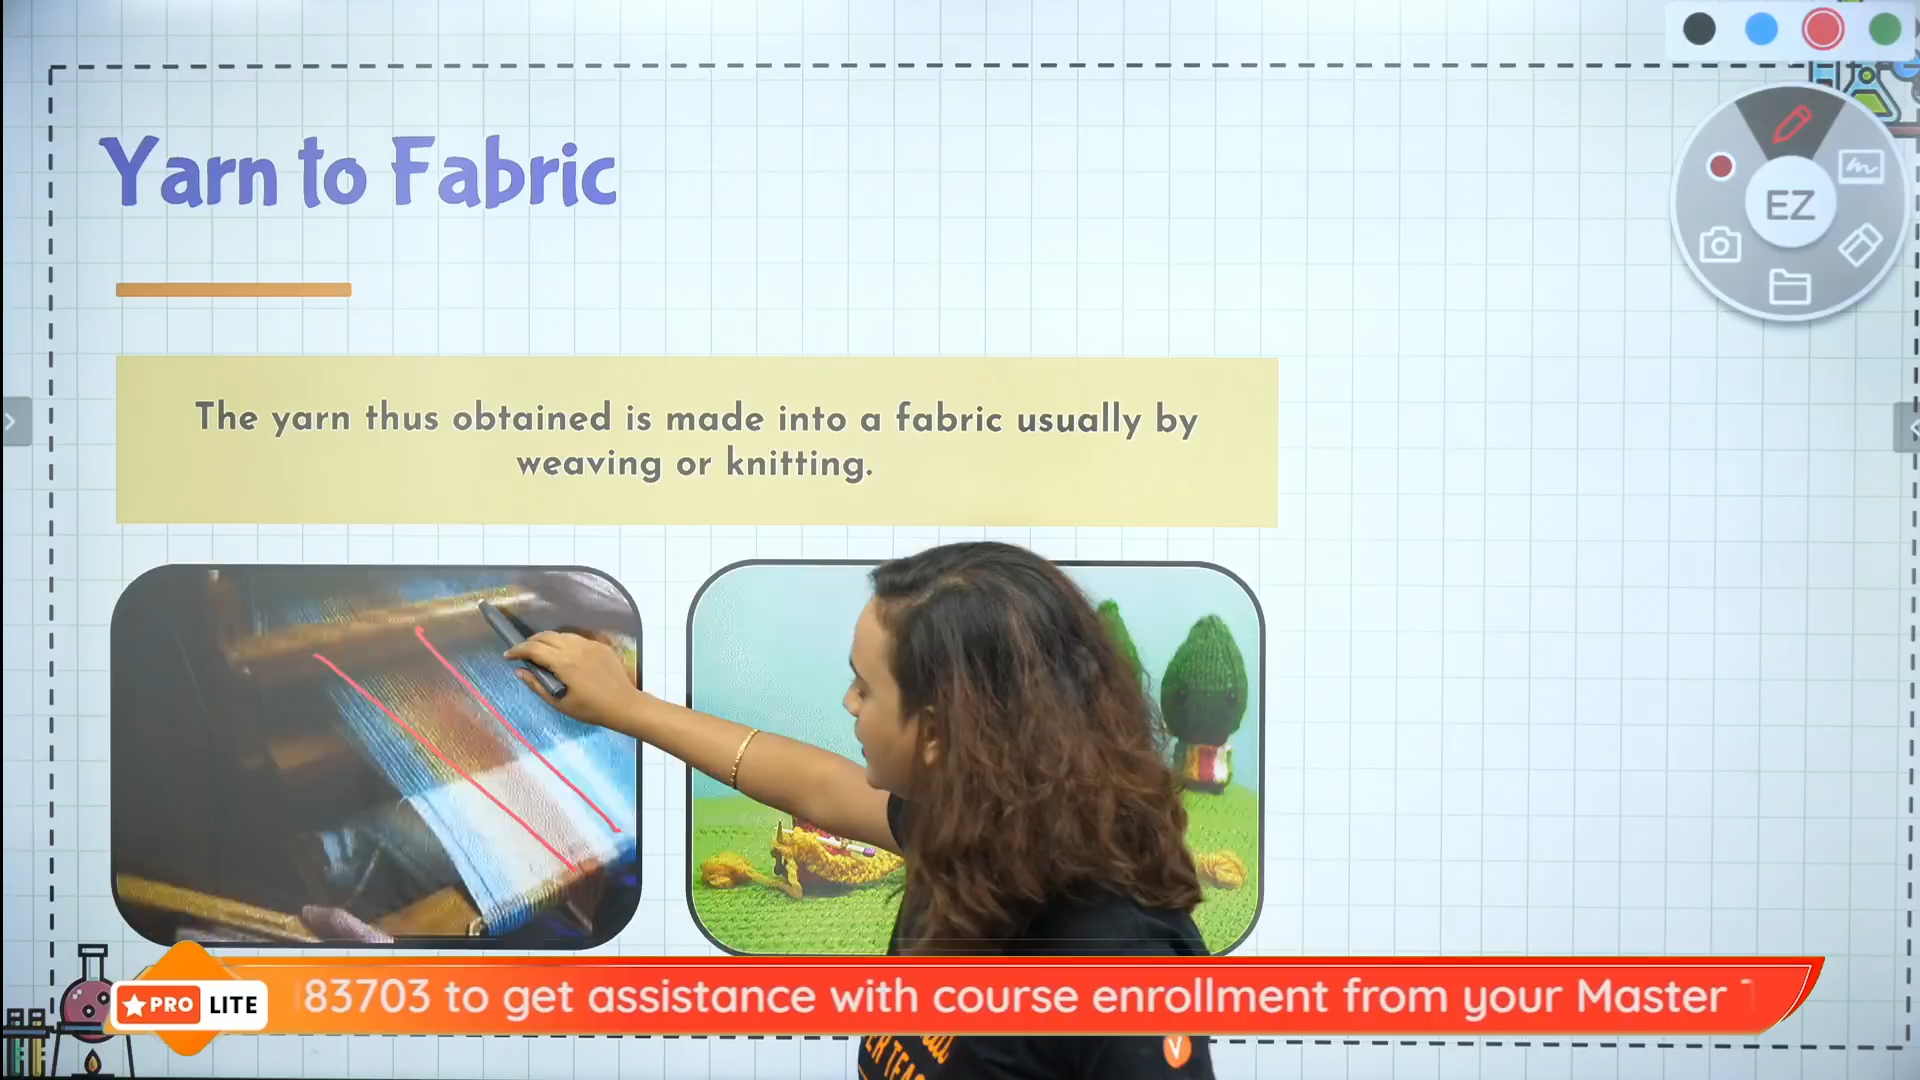 Yarn to Fabric
EZ
The yarn thus obtained is made into a fabric usually by
weaving or knitting.
PRO LITE
83703 to get assistance with course enrollment from your Master